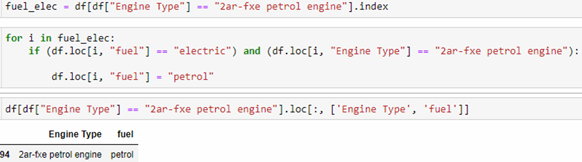 fuel_elec = df[df["Engine Type"] == "2ar-fxe petrol engine"].index
for i in fuel_elec:
    if (df.loc[i, "fuel"] == "electric") and (df.loc[i, "Engine Type"] == "2ar-fxe petrol engine"):
        df.loc[i, "fuel"] = "petrol"
df[df["Engine Type"] == "2ar-fxe petrol engine"].loc[:, ['Engine Type', 'fuel']]
Engine Type fuel
94 2ar-fxe petrol engine petrol